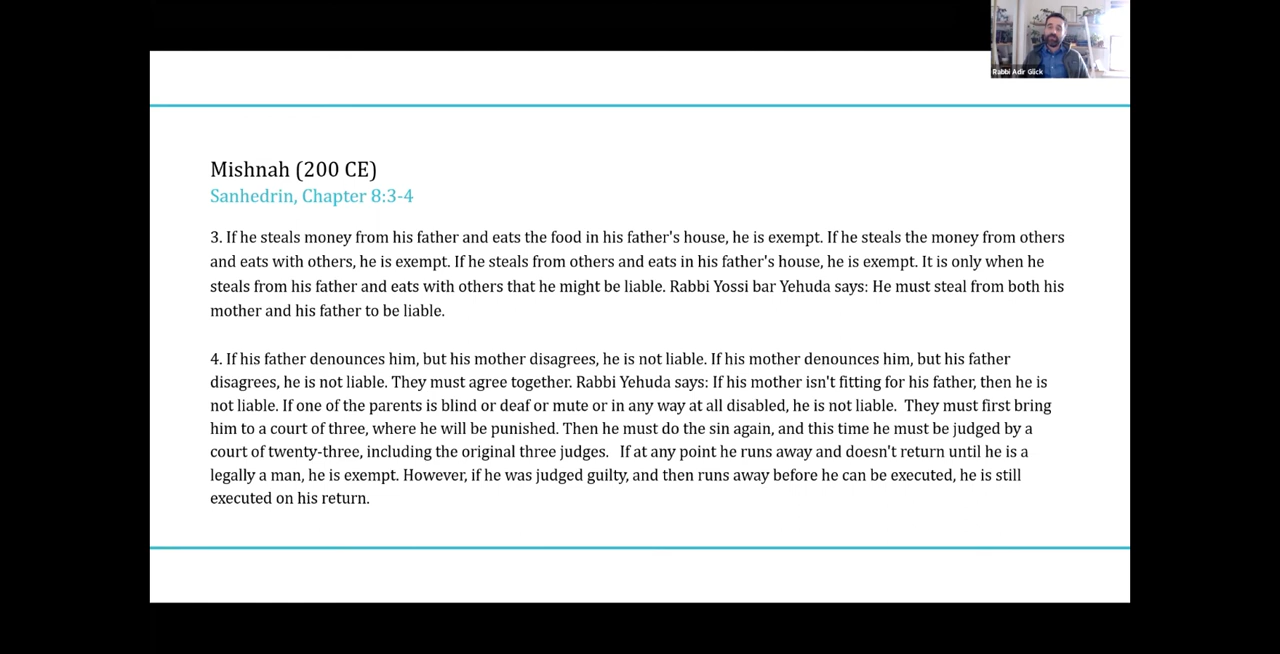 Rabbi Adir Glick
Mishnah (200 CE)
Sanhedrin, Chapter 8:3-4
3. If he steals money from his father and eats the food in his father's house, he is exempt. If he steals the money from others
and eats with others, he is exempt. If he steals from others and eats in his father's house, he is exempt. It is only when he
steals from his father and eats with others that he might be liable. Rabbi Yossi bar Yehuda says: He must steal from both his
mother and his father to be liable.
4. If his father denounces him, but his mother disagrees, he is not liable. If his mother denounces him, but his father
disagrees, he is not liable. They must agree together. Rabbi Yehuda says: If his mother isn't fitting for his father, then he is
not liable. If one of the parents is blind or deaf or mute or in any way at all disabled, he is not liable.  They must first bring
him to a court of three, where he will be punished. Then he must do the sin again, and this time he must be judged by a
court of twenty-three, including the original three judges.   If at any point he runs away and doesn't return until he is a
legally a man, he is exempt. However, if he was judged guilty, and then runs away before he can be executed, he is still
executed on his return.